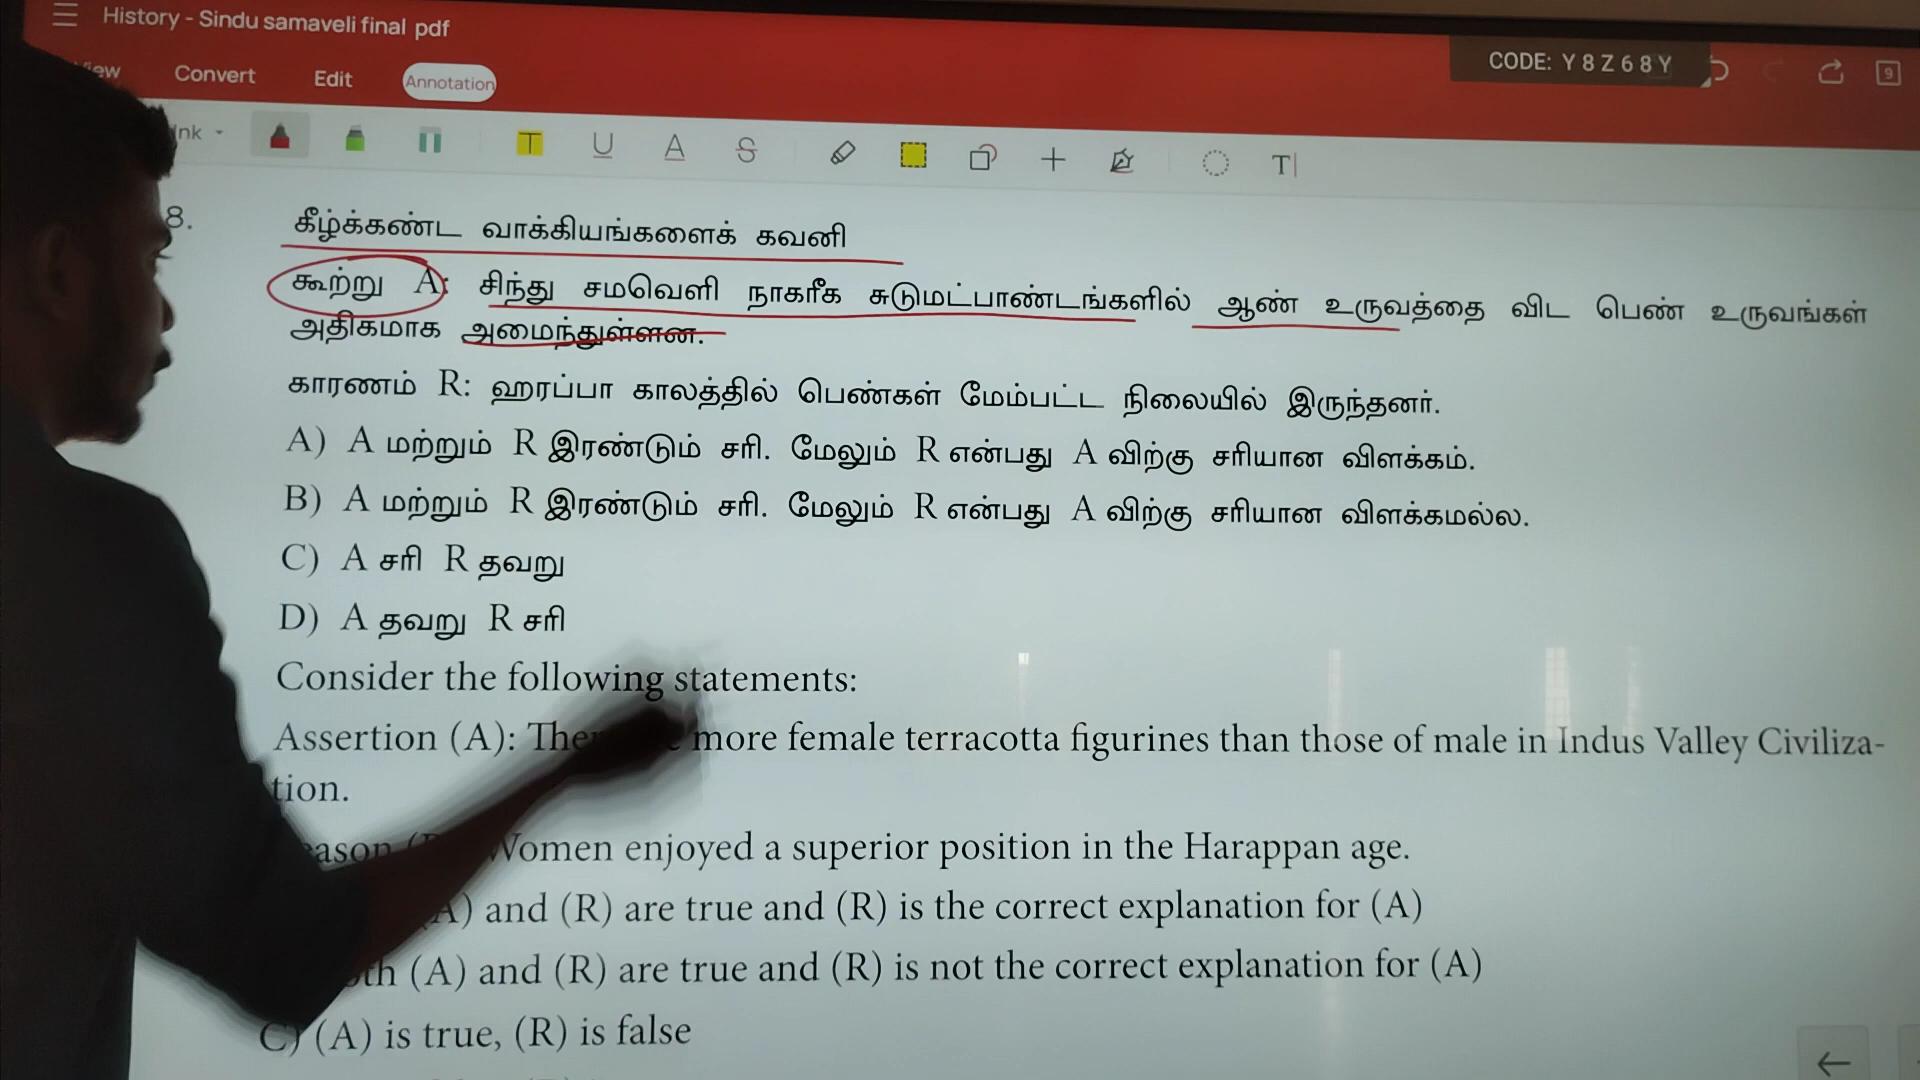 History - Sindu samaveli final pdf
CODE: Y8Z68Y
Convert Edit Annotation
9
8. கீழ்க்கண்ட வாக்கியங்களைக் கவனி
கூற்று A: சிந்து சமவெளி நாகரீக சுடுமட்பாண்டங்களில் ஆண் உருவத்தை விட பெண் உருவங்கள்
அதிகமாக அமைந்துள்ளன.
காரணம் R: ஹரப்பா காலத்தில் பெண்கள் மேம்பட்ட நிலையில் இருந்தனர்.
A) A மற்றும் R இரண்டும் சரி. மேலும் R என்பது A விற்கு சரியான விளக்கம்.
B) A மற்றும் R இரண்டும் சரி. மேலும் R என்பது A விற்கு சரியான விளக்கமல்ல.
C) A சரி R தவறு
D) A தவறு R சரி
Consider the following statements:
Assertion (A): more female terracotta figurines than those of male in Indus Valley Civiliza-
tion.
Women enjoyed a superior position in the Harappan age.
and (R) are true and (R) is the correct explanation for (A)
(A) and (R) are true and (R) is not the correct explanation for (A)
C) (A) is true, (R) is false